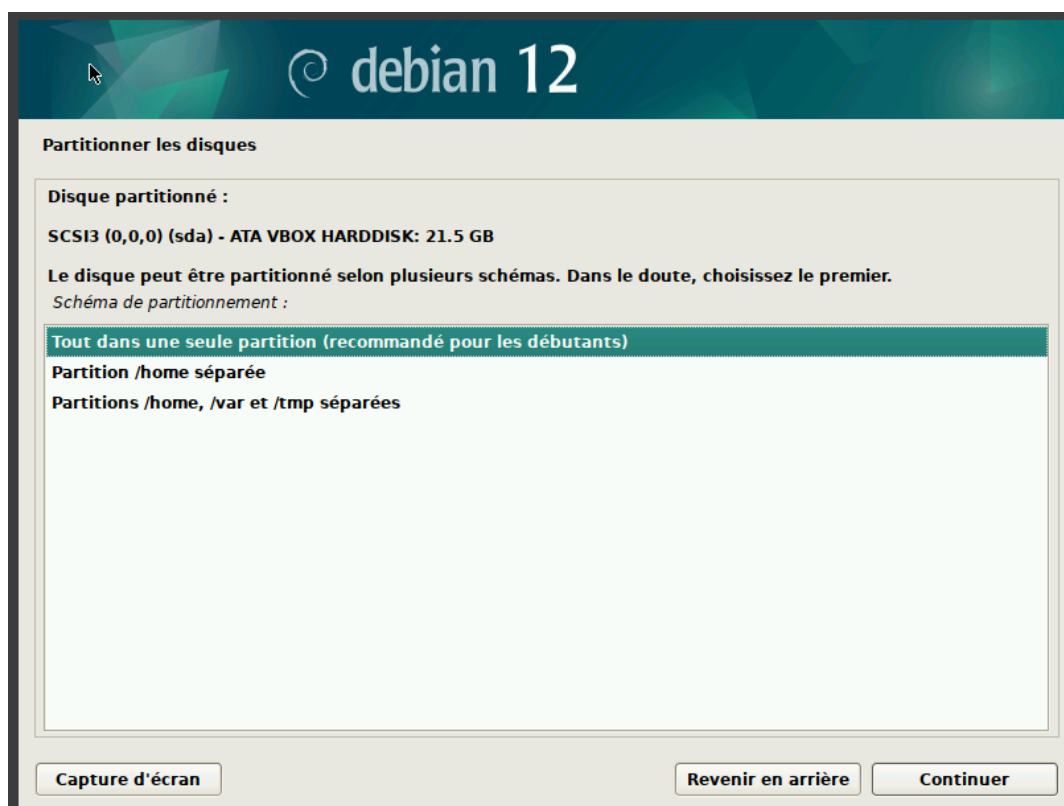 debian 12
Partitionner les disques
Disque partitionné :
SCSI3 (0,0,0) (sda) - ATA VBOX HARDDISK: 21.5 GB
Le disque peut être partitionné selon plusieurs schémas. Dans le doute, choisissez le premier.
Schéma de partitionnement :
Tout dans une seule partition (recommandé pour les débutants)
Partition /home séparée
Partitions /home, /var et /tmp séparées
Capture d'écran
Revenir en arrière
Continuer